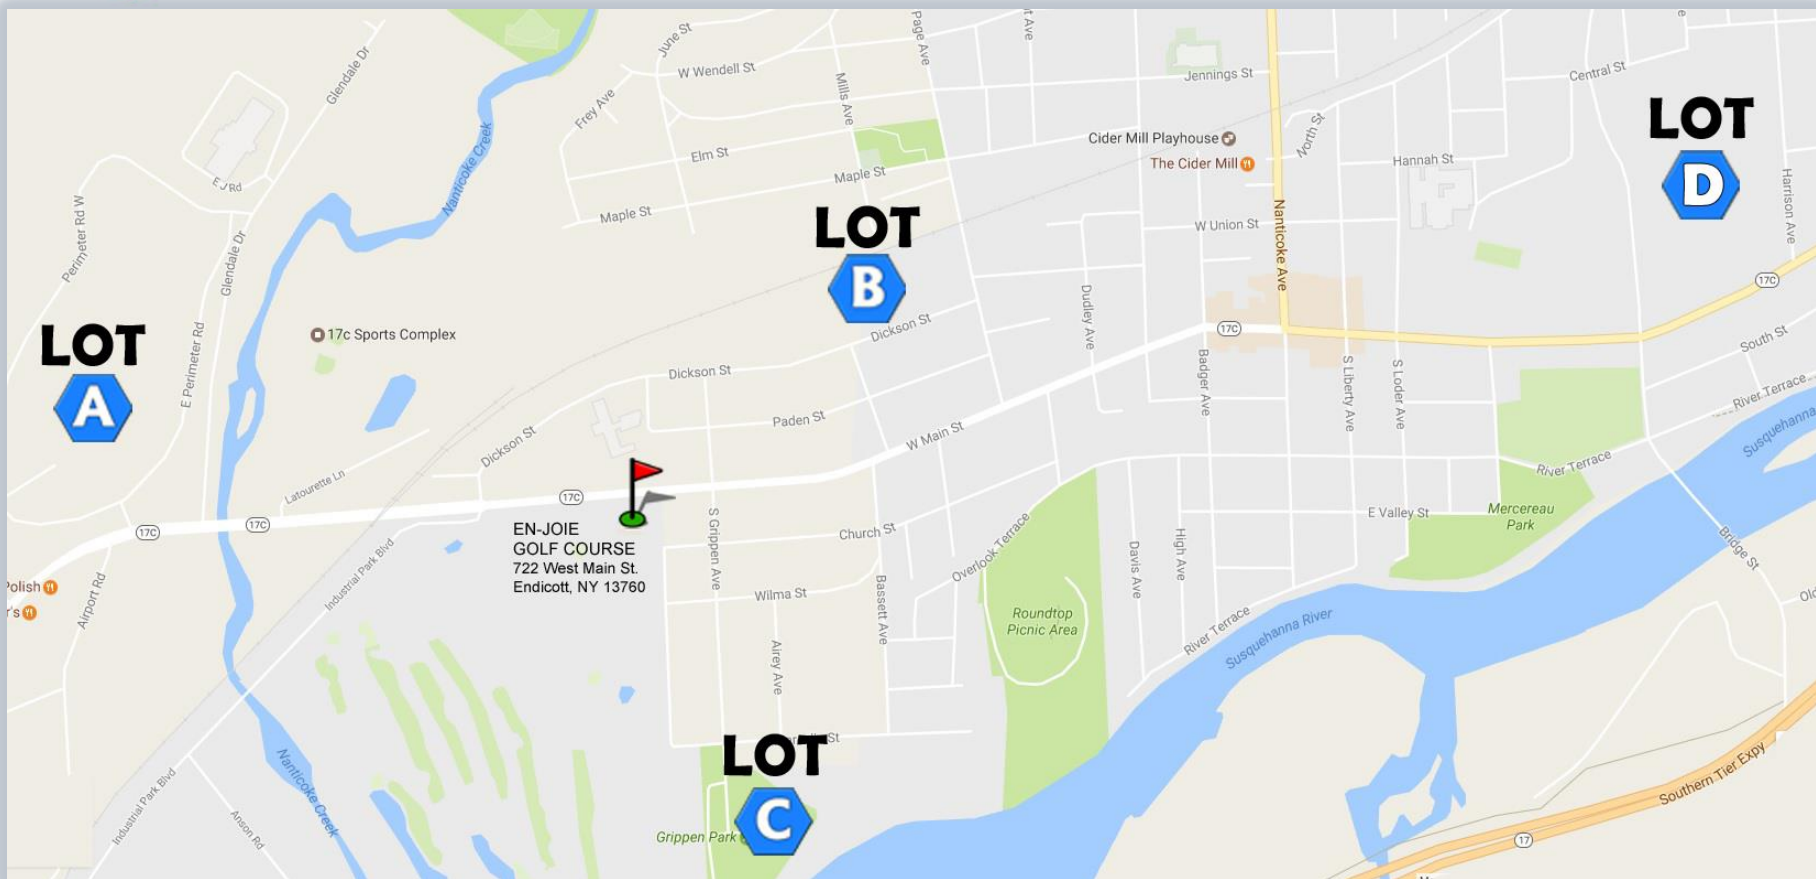 June St
Page Ave
Glendale Dr
W Wendell St
Mills Ave
Jennings St
Central St
Frey Ave
LOT
D
Nanticoke Creek
Cider Mill Playhouse
North St
Elm St
The Cider Mill
Hannah St
E J Rd
Maple St
Harrison Ave
Maple St
Perimeter Rd W
LOT
B
W Union St
Nanticoke Ave
Glendale Dr
17C
Dudley Ave
LOT
A
17c Sports Complex
Dickson St
17C
South St
E Perimeter Rd
Dickson St
Badger Ave
S Liberty Ave
S Loder Ave
River Terrace
Paden St
W Main St
Susquehanna
Dickson St
River Terrace
Latourette Ln
17C
17C
17C
EN-JOIE
GOLF COURSE
722 West Main St.
Endicott, NY 13760
S Grippen Ave
Church St
E Valley St
Mercereau
Park
Overlook Terrace
High Ave
Davis Ave
Bridge St
Industrial Park Blvd
Polish
r's
Airport Rd
Wilma St
Bassett Ave
Roundtop
Picnic Area
River Terrace
Susquehanna River
Airey Ave
St
LOT
C
Nanticoke Creek
Southern Tier Expy
Industrial Park Blvd
Anson Rd
Grippen Park
17